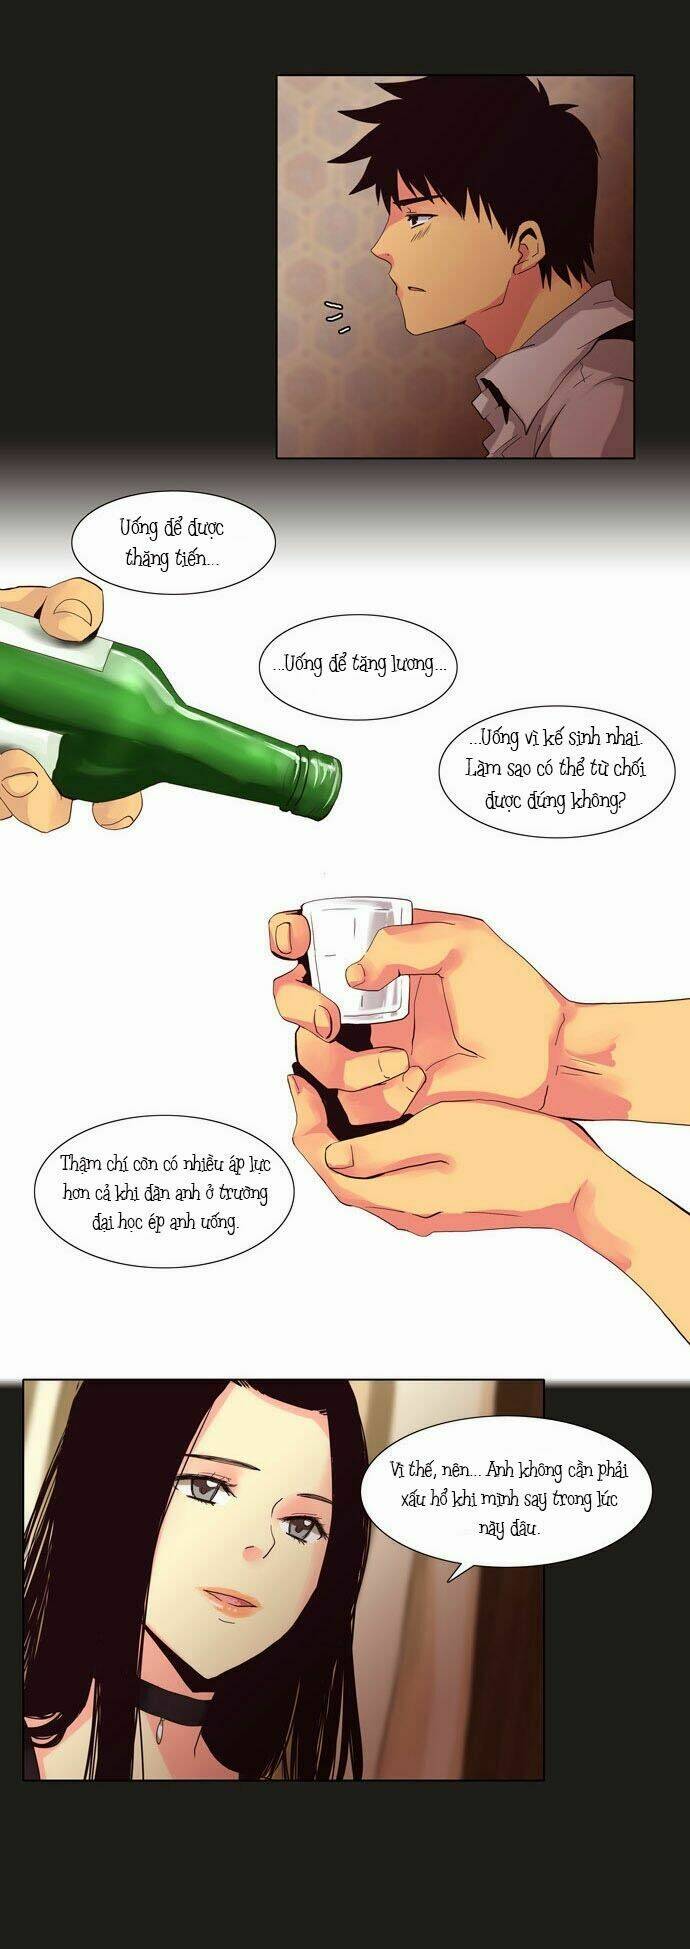 Uống để được
thăng tiến...
...Uống để tăng lương...
...Uống vì kế sinh nhai.
Làm sao có thể từ chối
được đúng không?
Thậm chí còn có nhiều áp lực
hơn cả khi đàn anh ở trường
đại học ép anh uống.
Vì thế, nên... Anh không cần phải
xấu hổ khi mình say trong lúc
này đâu.